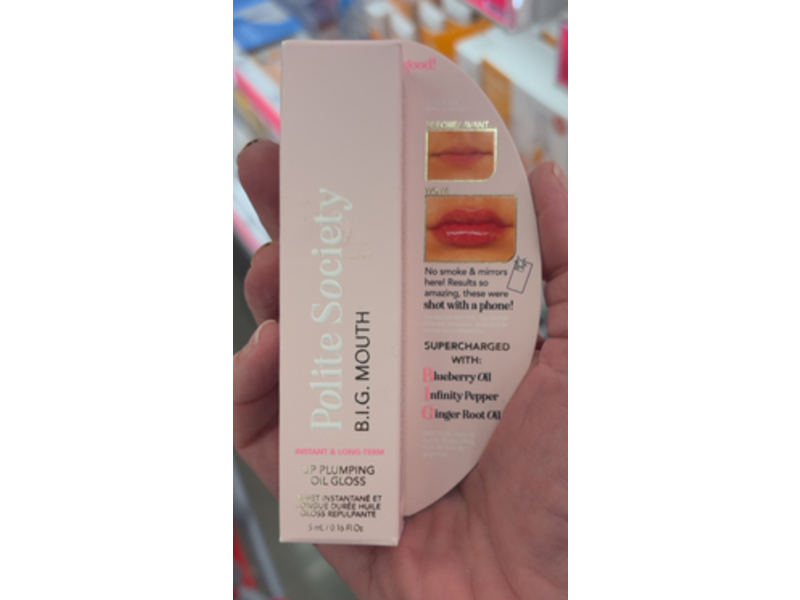 Polite Society
B.I.G. MOUTH
INSTANT & LONG-TERM
LIP PLUMPING
OIL GLOSS
EFFET INSTANTANÉ ET
LONGUE DURÉE HUILE
GLOSS REPULPANTE
5 mL / 0.16 Fl Oz
good!
BEFORE/AVANT
No smoke & mirrors
here! Results so
amazing, these were
shot with a phone!
SUPERCHARGED
WITH:
Blueberry Oil
Infinity Pepper
Ginger Root Oil